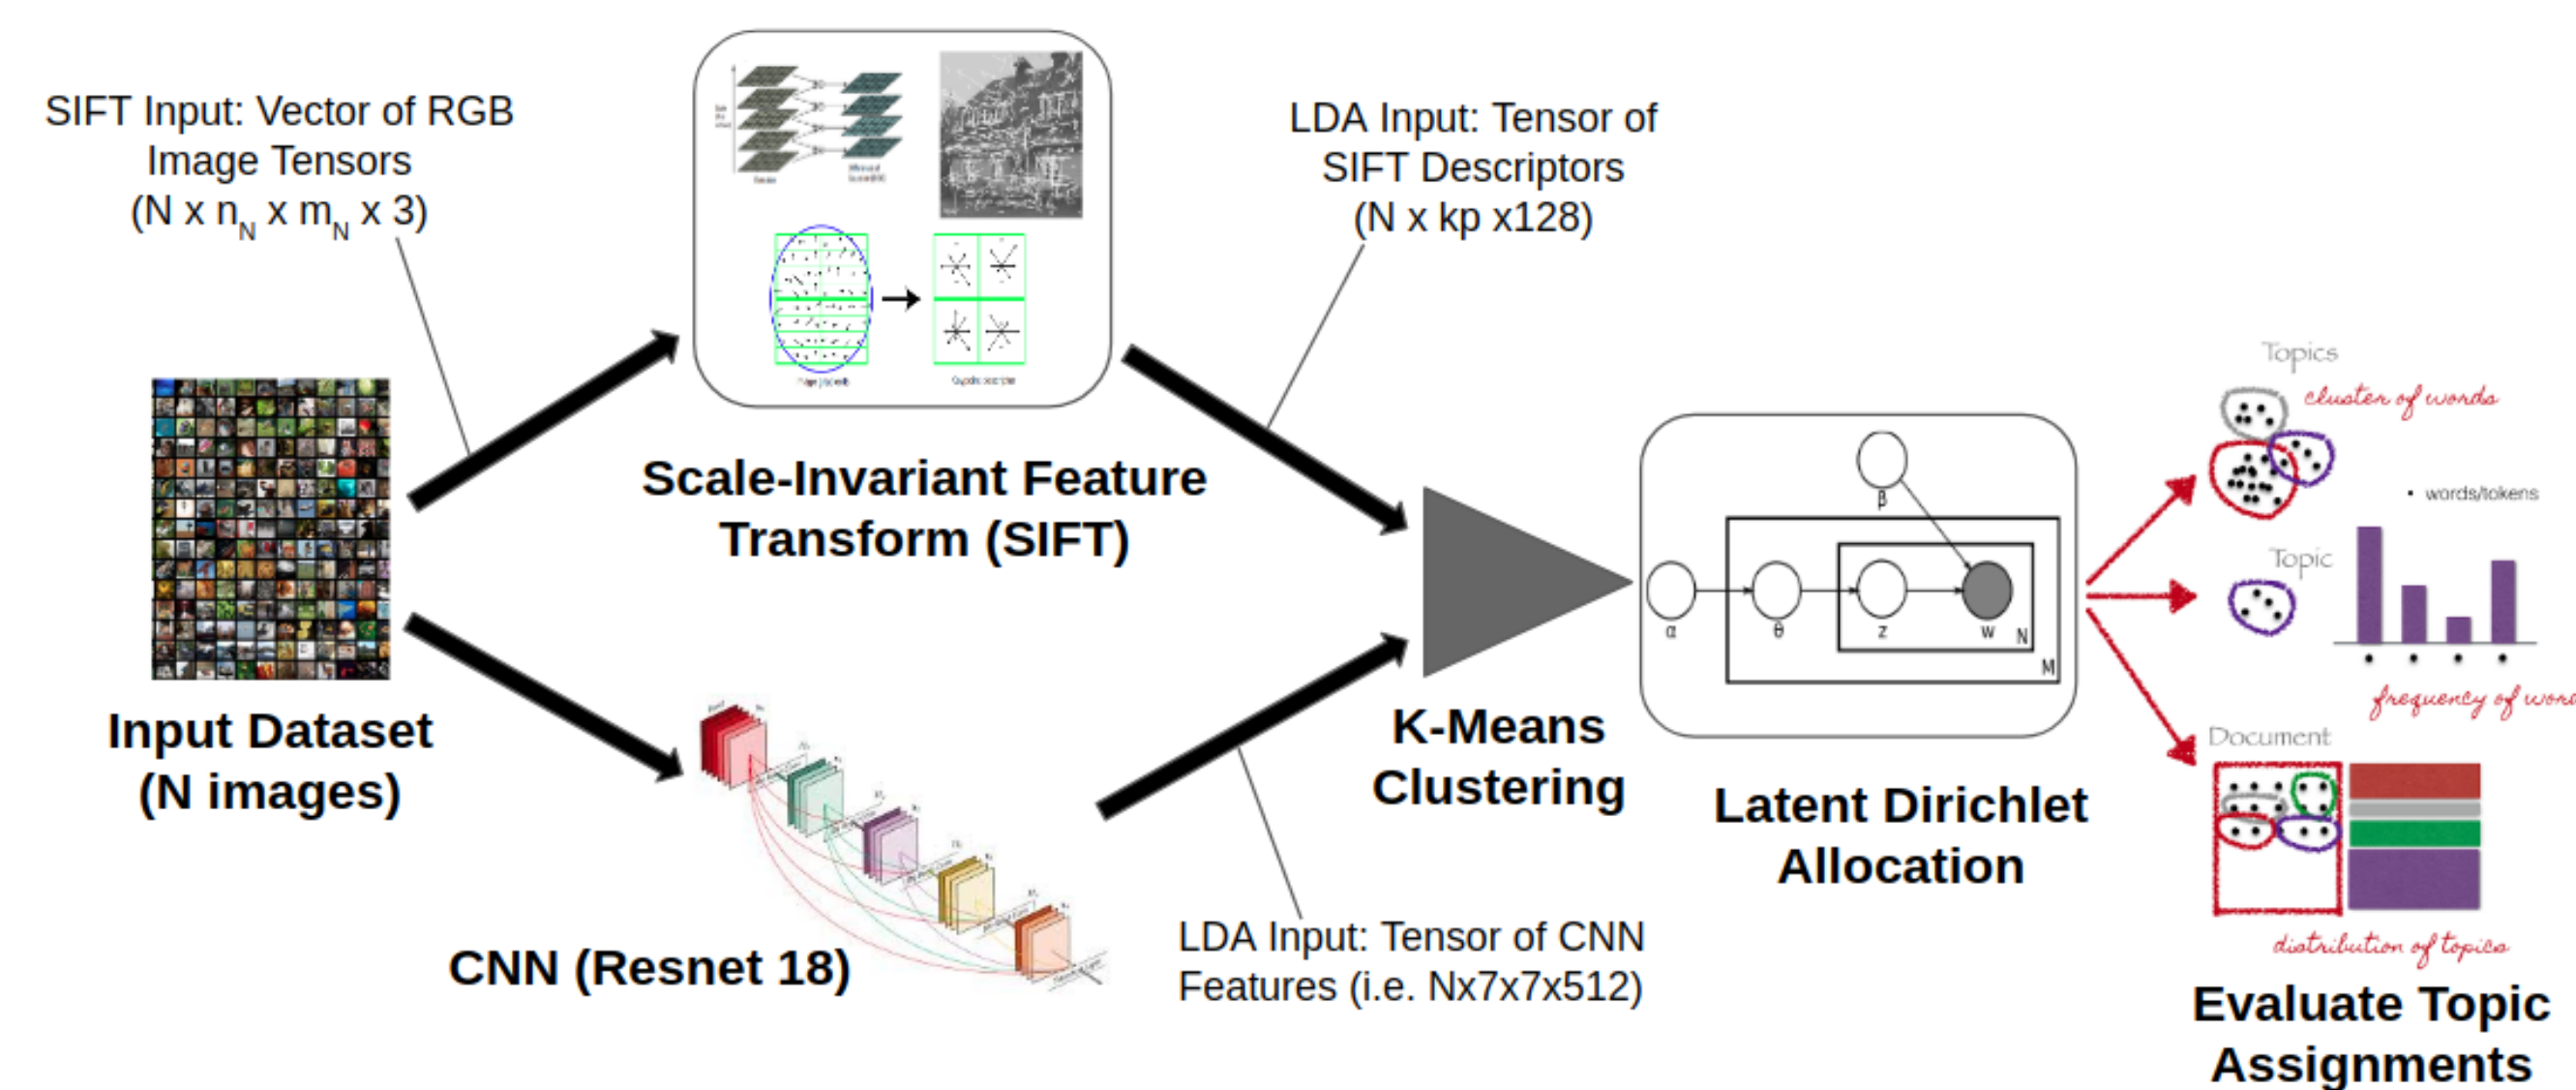 SIFT Input: Vector of RGB
Image Tensors
(N x nN x mN x 3)
LDA Input: Tensor of
SIFT Descriptors
(N x kp x128)
Scale-Invariant Feature
Transform (SIFT)
Input Dataset
(N images)
CNN (Resnet 18)
LDA Input: Tensor of CNN
Features (i.e. Nx7x7x512)
K-Means
Clustering
β
α
θ
z
w
N
M
Latent Dirichlet
Allocation
Topics
cluster of words
• words/tokens
Topic
frequency of
Document
distribution of topics
Evaluate Topic
Assignments